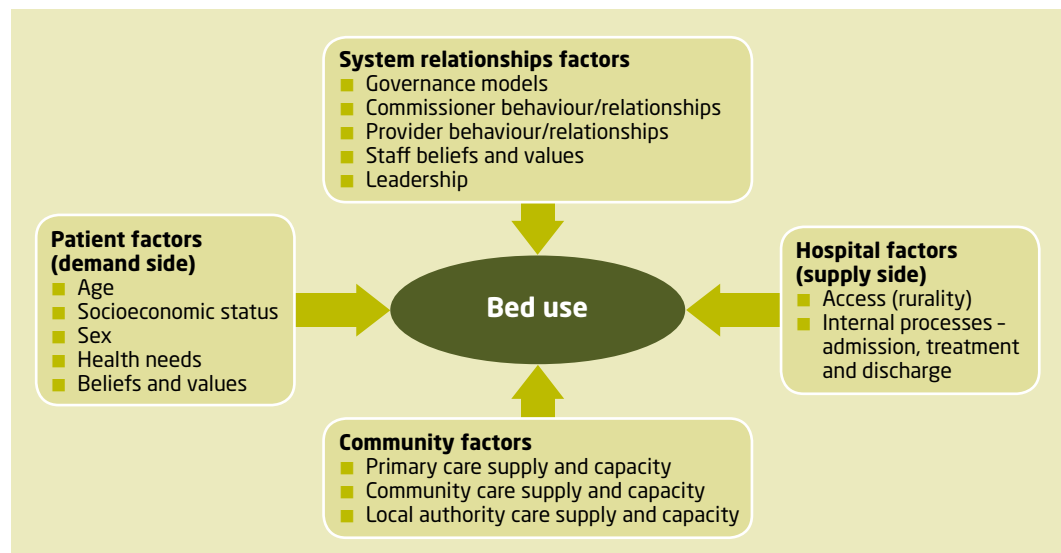 System relationships factors
Governance models
Commissioner behaviour/relationships
Provider behaviour/relationships
Staff beliefs and values
Leadership
Patient factors
(demand side)
Age
Socioeconomic status
Sex
Health needs
Beliefs and values
Bed use
Hospital factors
(supply side)
Access (rurality)
Internal processes –
admission, treatment
and discharge
Community factors
Primary care supply and capacity
Community care supply and capacity
Local authority care supply and capacity